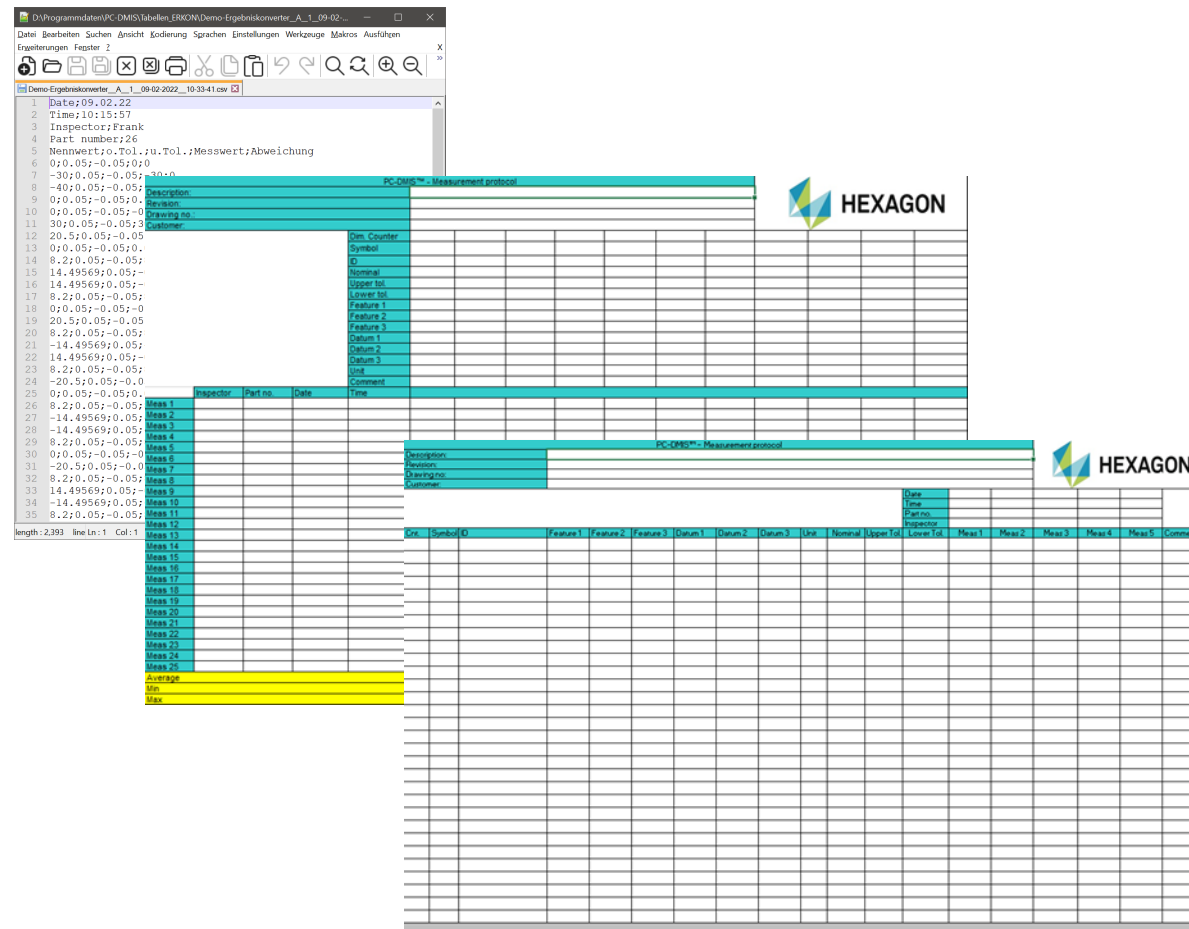 D:\Programmdaten\PC-DMIS\Tabellen_ERKON\Demo-Ergebniskonverter__A__1__09-02-...
Datei Bearbeiten Suchen Ansicht Kodierung Sprachen Einstellungen Werkzeuge Makros Ausführen
Erweiterungen Fenster ? X
Demo-Ergebniskonverter__A__1__09-02-2022__10-33-41.csv
1 Date;09.02.22
2 Time;10:15:57
3 Inspector;Frank
4 Part number;26
5 Nennwert;o.Tol.;u.Tol.;Messwert;Abweichung
6 0;0.05;-0.05;0;0
7 -30;0.05;-0.05;-30;0
8 -40;0.05;-0.05;
9 0;0.05;-0.05;0.
10 0;0.05;-0.05;-0
11 30;0.05;-0.05;3
12 20.5;0.05;-0.05
13 0;0.05;-0.05;0.
14 8.2;0.05;-0.05;
15 14.49569;0.05;-
16 14.49569;0.05;-
17 8.2;0.05;-0.05;
18 0;0.05;-0.05;-0
19 20.5;0.05;-0.05
20 8.2;0.05;-0.05;
21 -14.49569;0.05;
22 14.49569;0.05;-
23 8.2;0.05;-0.05;
24 -20.5;0.05;-0.0
25 0;0.05;-0.05;0.
26 8.2;0.05;-0.05;
27 -14.49569;0.05;
28 -14.49569;0.05;
29 8.2;0.05;-0.05;
30 0;0.05;-0.05;-0
31 -20.5;0.05;-0.0
32 8.2;0.05;-0.05;
33 14.49569;0.05;-
34 -14.49569;0.05;
35 8.2;0.05;-0.05;
length : 2,393 line Ln : 1 Col : 1
PC-DMIS™ - Measurement protocol
HEXAGON
Description:
Revision:
Drawing no.:
Customer:
Dim. Counter
Symbol
ID
Nominal
Upper tol.
Lower tol.
Feature 1
Feature 2
Feature 3
Datum 1
Datum 2
Datum 3
Unit
Comment
Inspector Part no. Date Time
Meas 1
Meas 2
Meas 3
Meas 4
Meas 5
Meas 6
Meas 7
Meas 8
Meas 9
Meas 10
Meas 11
Meas 12
Meas 13
Meas 14
Meas 15
Meas 16
Meas 17
Meas 18
Meas 19
Meas 20
Meas 21
Meas 22
Meas 23
Meas 24
Meas 25
Average
Min
Max
PC-DMIS™ - Measurement protocol
HEXAGON
Description:
Revision:
Drawing no:
Customer:
Date
Time
Part no.
Inspector
Cnt. Symbol ID Feature 1 Feature 2 Feature 3 Datum 1 Datum 2 Datum 3 Unit Nominal Upper Tol. Lower Tol. Meas 1 Meas 2 Meas 3 Meas 4 Meas 5 Comme